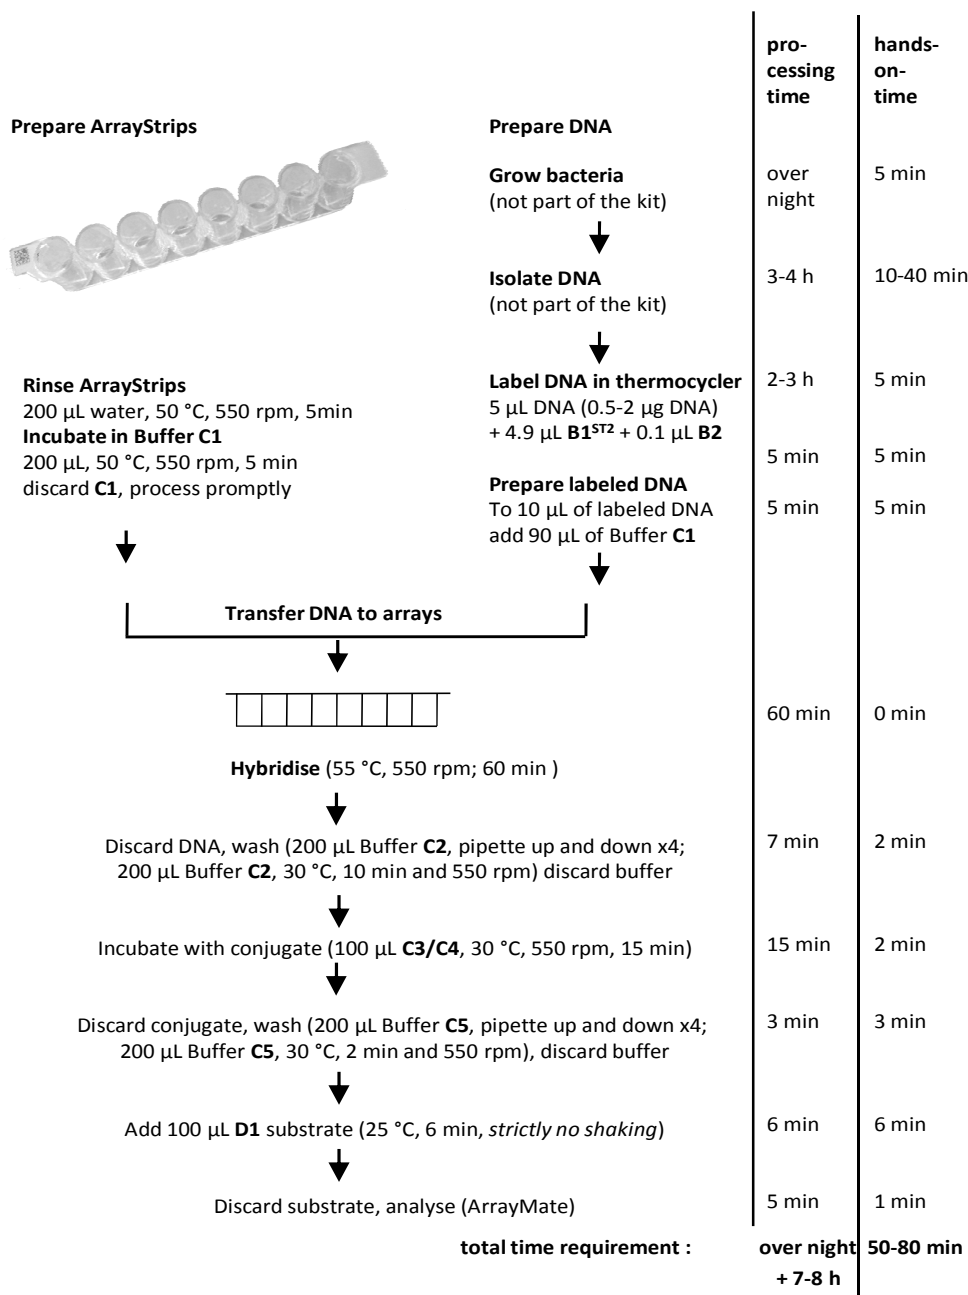 pro-
cessing
time
hands-
on-
time
Prepare ArrayStrips
Prepare DNA
Grow bacteria
(not part of the kit)
over
night
5 min
Isolate DNA
(not part of the kit)
3-4 h
10-40 min
Rinse ArrayStrips
200 µL water, 50 °C, 550 rpm, 5min
Incubate in Buffer C1
200 µL, 50 °C, 550 rpm, 5 min
discard C1, process promptly
Label DNA in thermocycler
5 µL DNA (0.5-2 µg DNA)
+ 4.9 µL B1ST2 + 0.1 µL B2
2-3 h
5 min
5 min
5 min
Prepare labeled DNA
To 10 µL of labeled DNA
add 90 µL of Buffer C1
5 min
5 min
Transfer DNA to arrays
60 min
0 min
Hybridise (55 °C, 550 rpm; 60 min )
Discard DNA, wash (200 µL Buffer C2, pipette up and down x4;
200 µL Buffer C2, 30 °C, 10 min and 550 rpm) discard buffer
7 min
2 min
Incubate with conjugate (100 µL C3/C4, 30 °C, 550 rpm, 15 min)
15 min
2 min
Discard conjugate, wash (200 µL Buffer C5, pipette up and down x4;
200 µL Buffer C5, 30 °C, 2 min and 550 rpm), discard buffer
3 min
3 min
Add 100 µL D1 substrate (25 °C, 6 min, strictly no shaking)
6 min
6 min
Discard substrate, analyse (ArrayMate)
5 min
1 min
total time requirement :
over night
+ 7-8 h
50-80 min